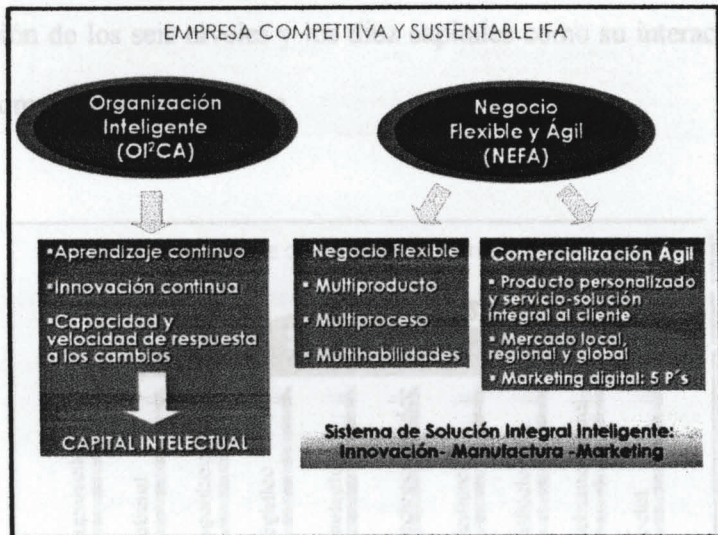 EMPRESA COMPETITIVA Y SUSTENTABLE IFA
Organización
Inteligente
(OI²CA)
Negocio
Flexible y Ágil
(NEFA)
▪Aprendizaje continuo
▪Innovación continua
▪Capacidad y
velocidad de respuesta
a los cambios
CAPITAL INTELECTUAL
Negocio Flexible
▪ Multiproducto
▪ Multiproceso
▪ Multihabilidades
Comercialización Ágil
▪ Producto personalizado
y servicio-solución
integral al cliente
▪ Mercado local,
regional y global
▪ Marketing digital: 5 P´s
Sistema de Solución Integral Inteligente:
Innovación- Manufactura -Marketing